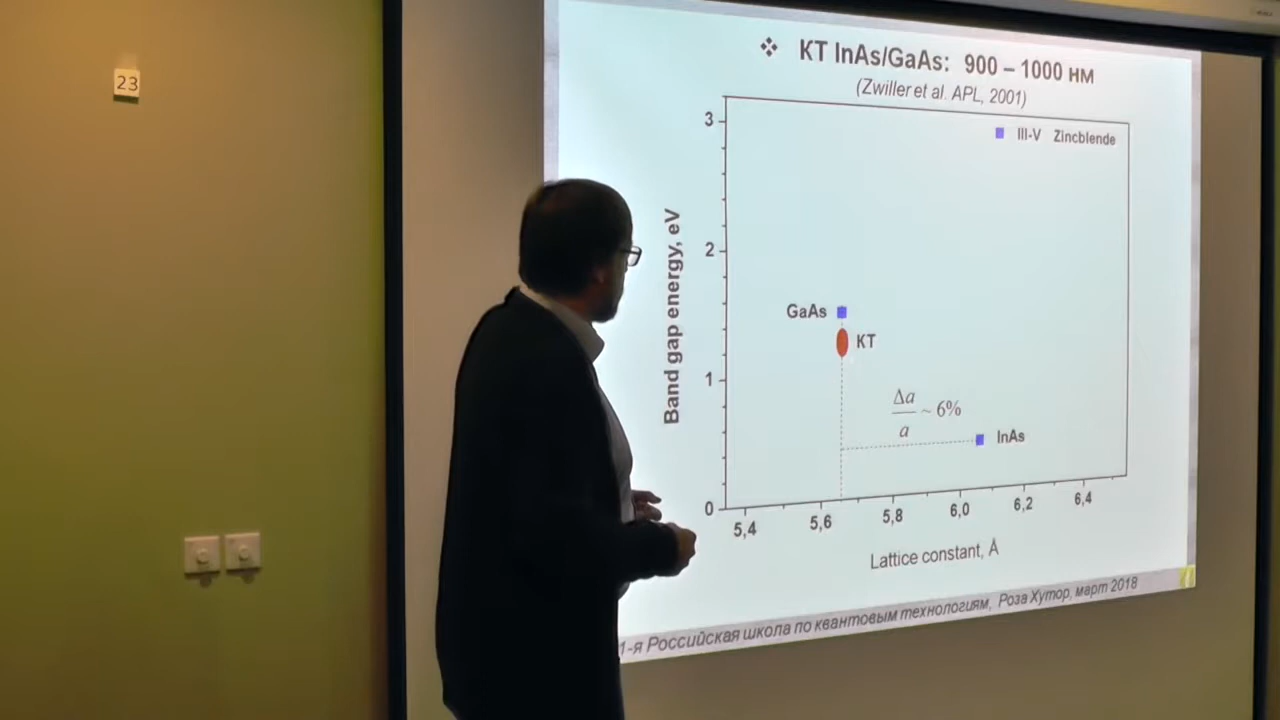 23
❖ КТ InAs/GaAs: 900 – 1000 нм
(Zwiller et al. APL, 2001)
III-V Zincblende
Band gap energy, eV
3
2
1
0
GaAs
КТ
Δa
a
~ 6%
InAs
5,4 5,6 5,8 6,0 6,2 6,4
Lattice constant, Å
1-я Российская школа по квантовым технологиям, Роза Хутор, март 2018